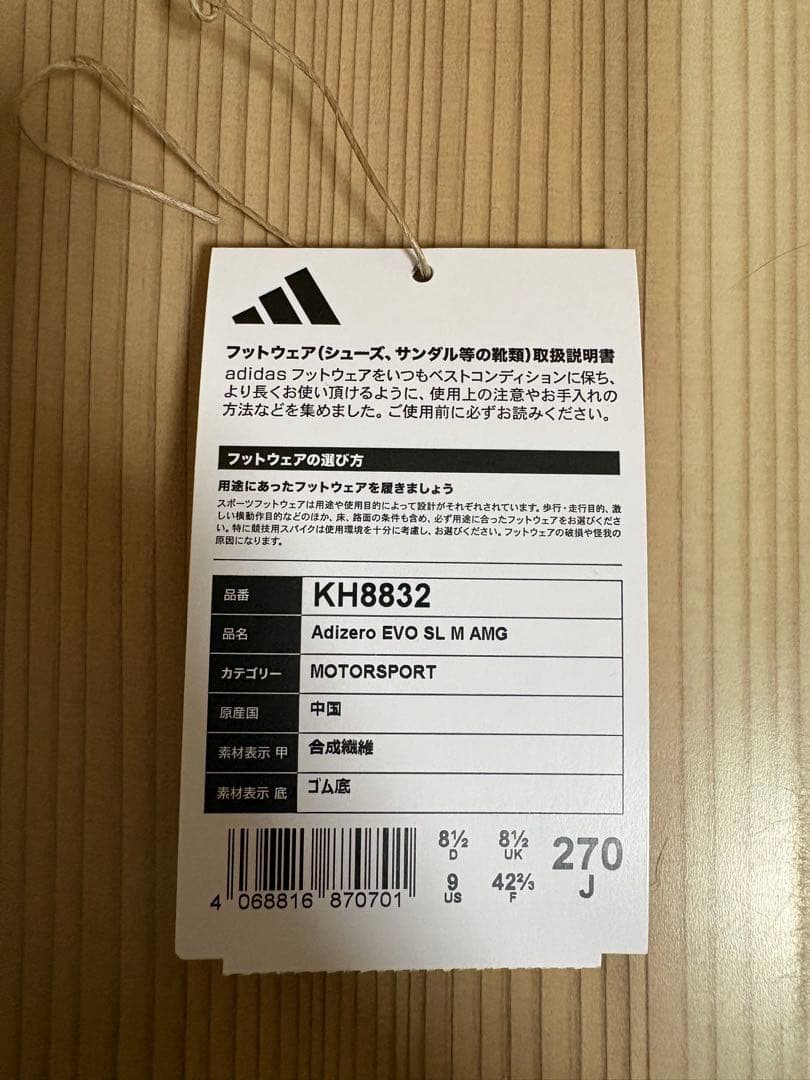 フットウェア(シューズ、サンダル等の靴類)取扱説明書
adidas フットウェアをいつもベストコンディションに保ち、
より長くお使い頂けるように、使用上の注意やお手入れの
方法などを集めました。ご使用前に必ずお読みください。
フットウェアの選び方
用途にあったフットウェアを履きましょう
スポーツフットウェアは用途や使用目的によって設計がそれぞれされています。歩行・走行目的、激
しい横動作目的などのほか、床、路面の条件も含め、必ず用途に合ったフットウェアをお選びくださ
い。特に競技用スパイクは使用環境を十分に考慮し、お選びください。フットウェアの破損や怪我の
原因になります。
品番 KH8832
品名 Adizero EVO SL M AMG
カテゴリー MOTORSPORT
原産国 中国
素材表示 甲 合成繊維
素材表示 底 ゴム底
8½ D 8½ UK 270 J
9 US 42⅔ F
4 068816 870701